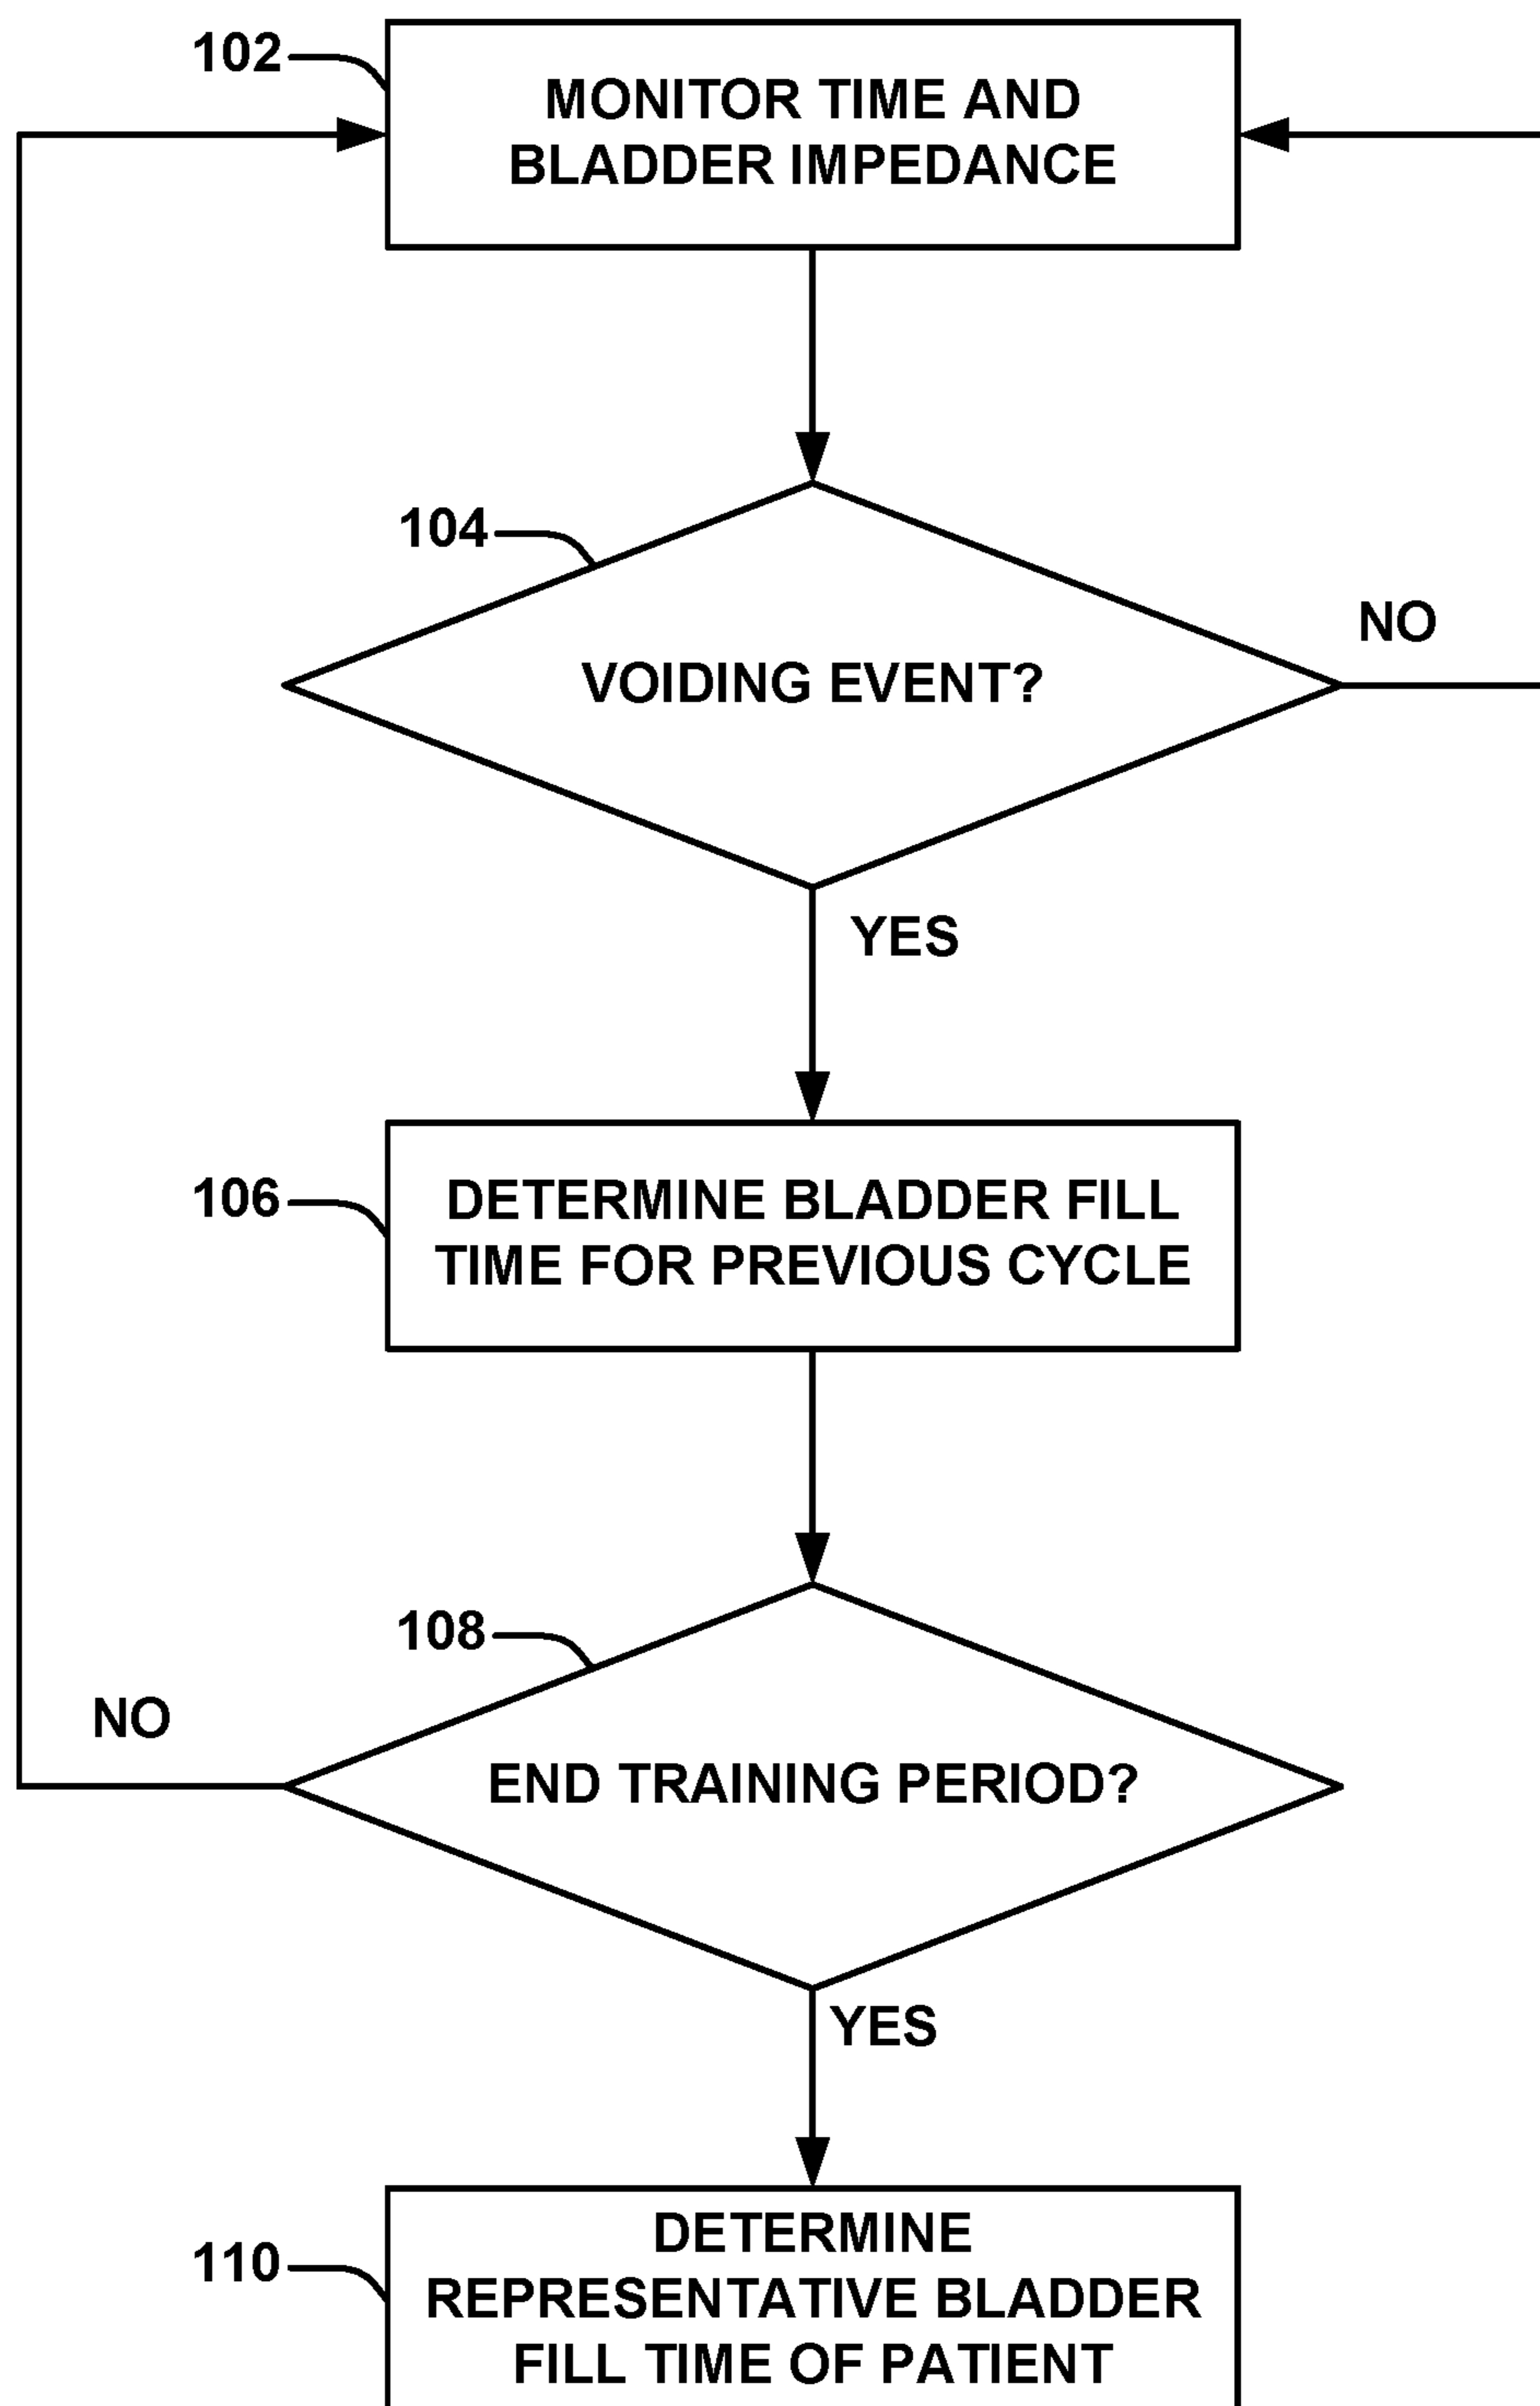 102
MONITOR TIME AND
BLADDER IMPEDANCE
104
VOIDING EVENT?
NO
YES
106
DETERMINE BLADDER FILL
TIME FOR PREVIOUS CYCLE
108
NO
END TRAINING PERIOD?
YES
110
DETERMINE
REPRESENTATIVE BLADDER
FILL TIME OF PATIENT